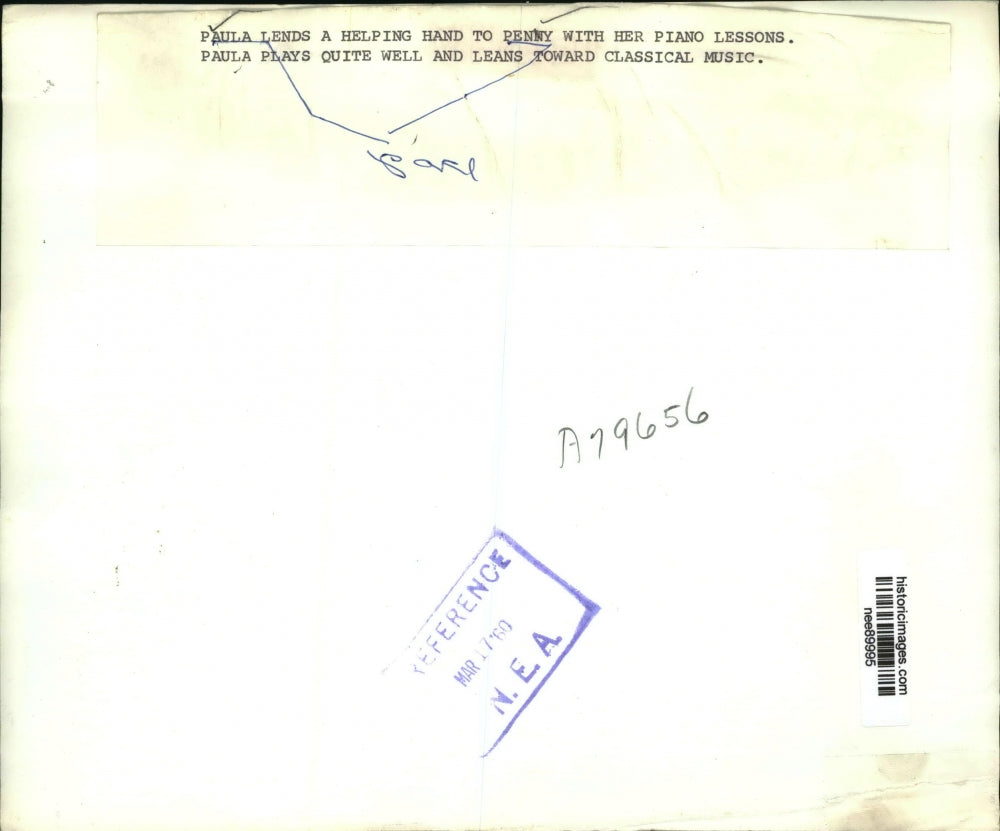 PAULA LENDS A HELPING HAND TO PENNY WITH HER PIANO LESSONS.
PAULA PLAYS QUITE WELL AND LEANS TOWARD CLASSICAL MUSIC.
A79656
REFERENCE
MAR 17 '60
N. E. A.
historicimages.com
nee89995